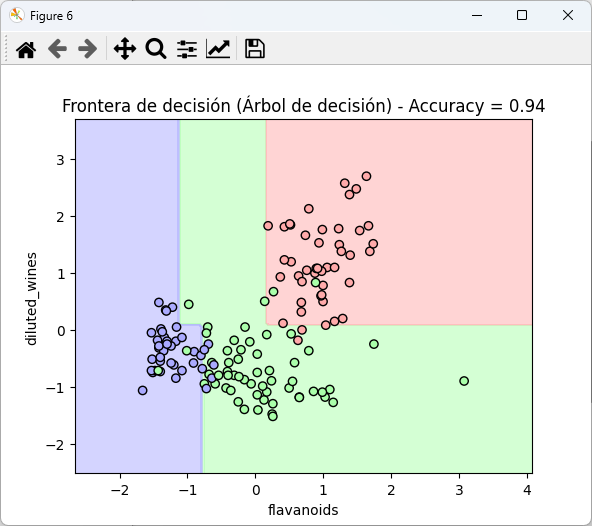 Figure 6
Frontera de decisión (Árbol de decisión) - Accuracy = 0.94
3
2
1
0
−1
−2
diluted_wines
−2 −1 0 1 2 3 4
flavanoids